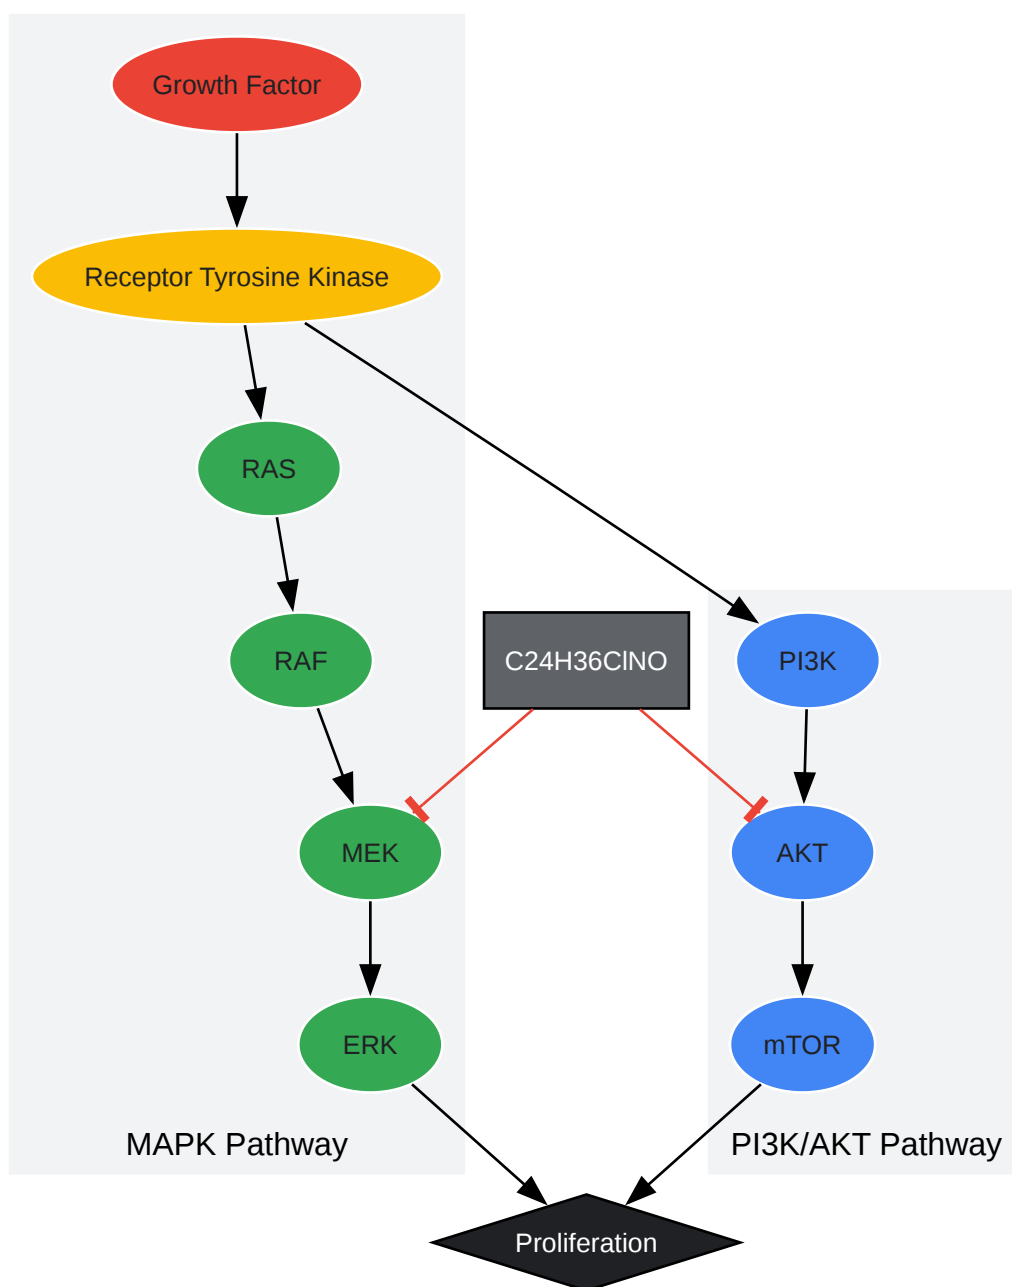 Growth Factor
Receptor Tyrosine Kinase
RAS
RAF
C24H36ClNO
PI3K
MEK
AKT
ERK
mTOR
MAPK Pathway
PI3K/AKT Pathway
Proliferation